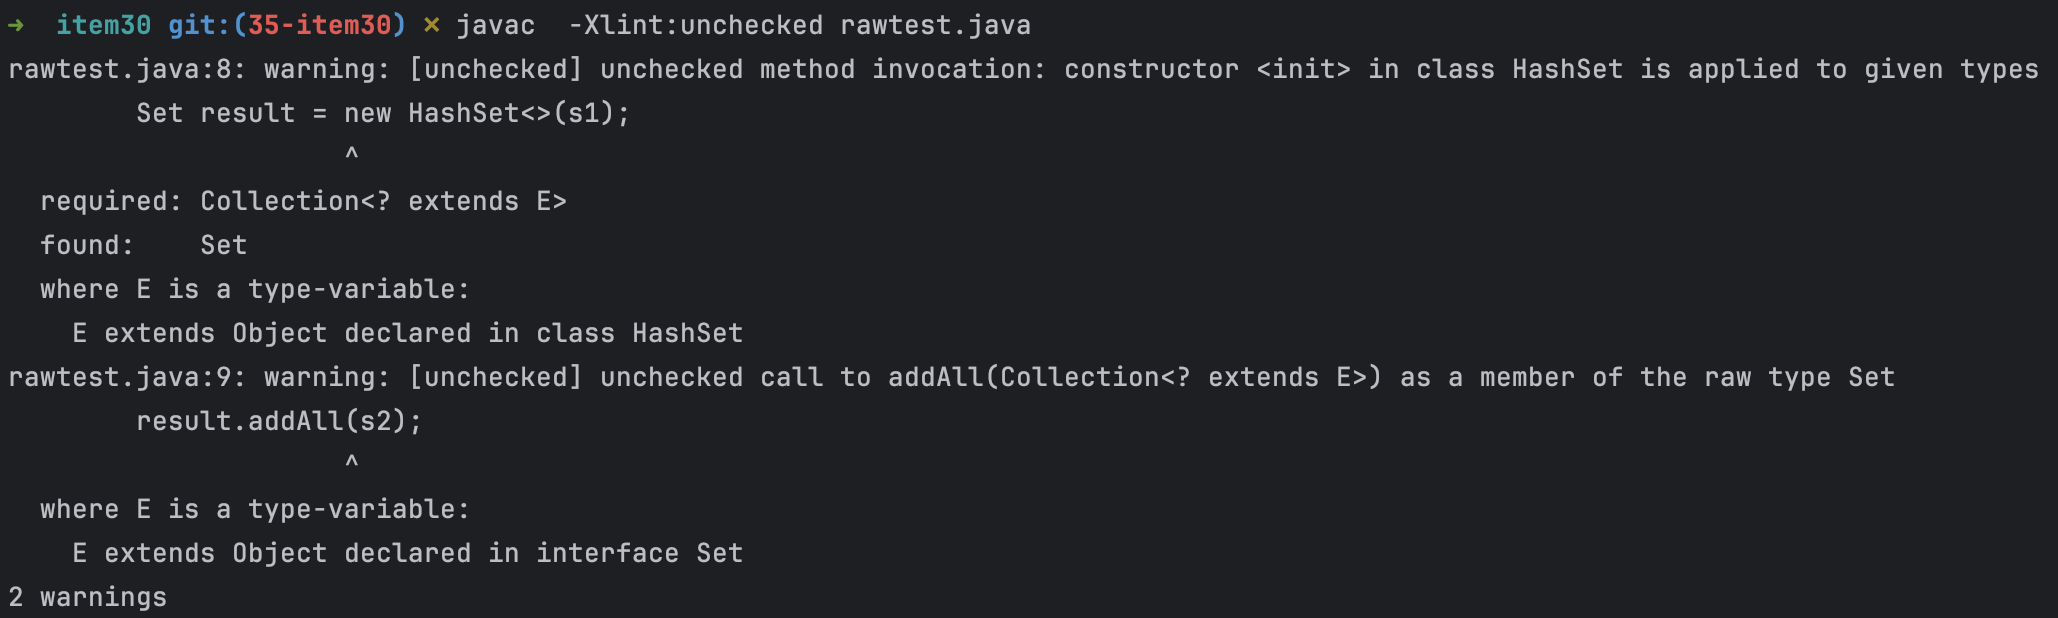 → item30 git:(35-item30) ✗ javac  -Xlint:unchecked rawtest.java
rawtest.java:8: warning: [unchecked] unchecked method invocation: constructor <init> in class HashSet is applied to given types
        Set result = new HashSet<>(s1);
                     ^
  required: Collection<? extends E>
  found:    Set
  where E is a type-variable:
    E extends Object declared in class HashSet
rawtest.java:9: warning: [unchecked] unchecked call to addAll(Collection<? extends E>) as a member of the raw type Set
        result.addAll(s2);
                     ^
  where E is a type-variable:
    E extends Object declared in interface Set
2 warnings